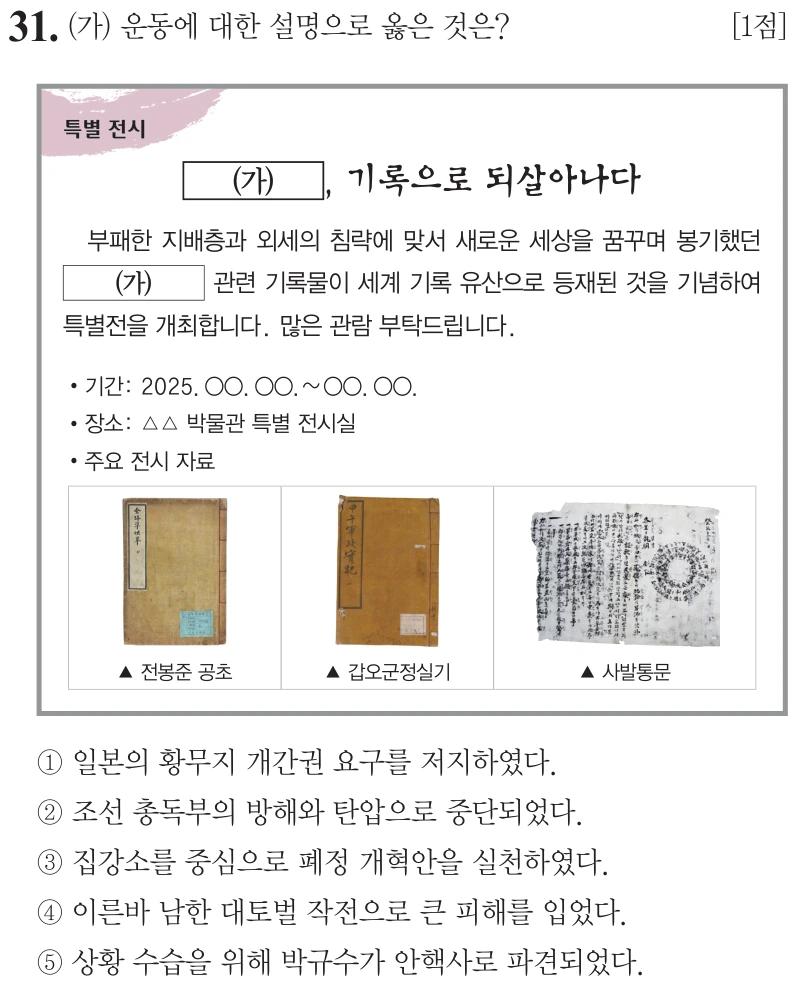 31. (가) 운동에 대한 설명으로 옳은 것은? [1점]
특별 전시
(가), 기록으로 되살아나다
부패한 지배층과 외세의 침략에 맞서 새로운 세상을 꿈꾸며 봉기했던
(가) 관련 기록물이 세계 기록 유산으로 등재된 것을 기념하여
특별전을 개최합니다. 많은 관람 부탁드립니다.
• 기간: 2025. ○○. ○○.~○○. ○○.
• 장소: △△ 박물관 특별 전시실
• 주요 전시 자료
甲午軍政實記
▲ 전봉준 공초
▲ 갑오군정실기
▲ 사발통문
① 일본의 황무지 개간권 요구를 저지하였다.
② 조선 총독부의 방해와 탄압으로 중단되었다.
③ 집강소를 중심으로 폐정 개혁안을 실천하였다.
④ 이른바 남한 대토벌 작전으로 큰 피해를 입었다.
⑤ 상황 수습을 위해 박규수가 안핵사로 파견되었다.